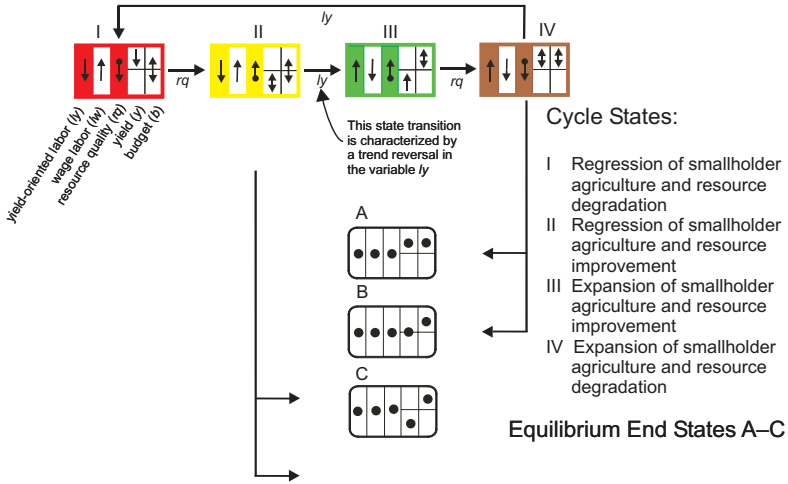 ly
I
II
III
IV
rq
ly
rq
yield-oriented labor (ly)
wage labor (lw)
resource quality (rq)
yield (y)
budget (b)
This state transition
is characterized by
a trend reversal in
the variable ly
Cycle States:
I Regression of smallholder
agriculture and resource
degradation
II Regression of smallholder
agriculture and resource
improvement
III Expansion of smallholder
agriculture and resource
improvement
IV Expansion of smallholder
agriculture and resource
degradation
A
B
C
Equilibrium End States A–C